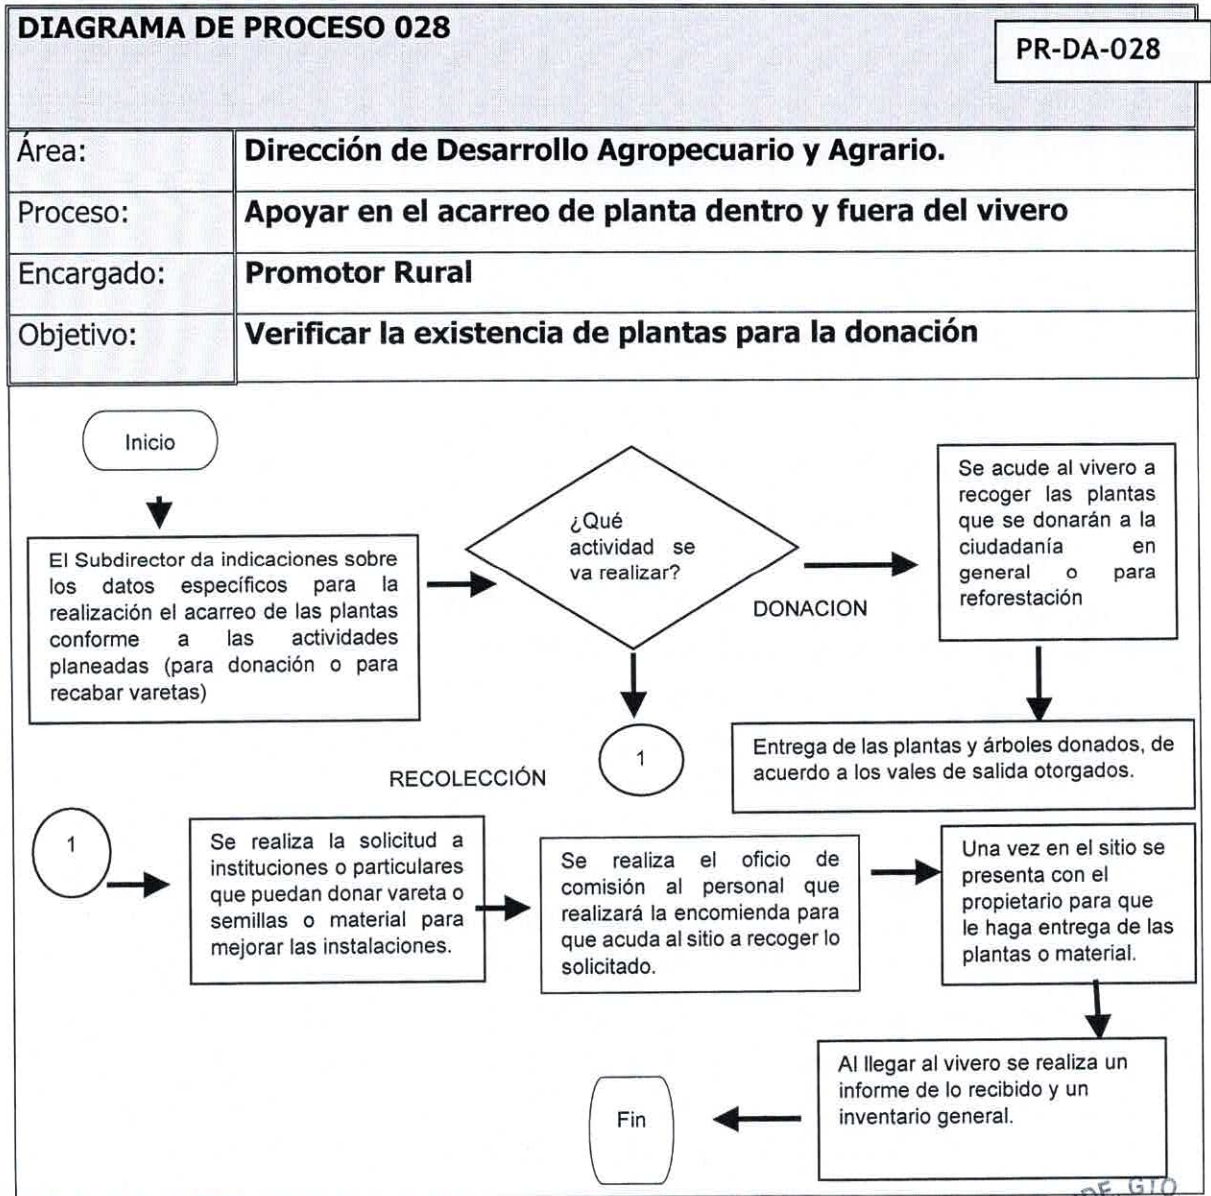 DIAGRAMA DE PROCESO 028
PR-DA-028
Área: Dirección de Desarrollo Agropecuario y Agrario.
Proceso: Apoyar en el acarreo de planta dentro y fuera del vivero
Encargado: Promotor Rural
Objetivo: Verificar la existencia de plantas para la donación
Inicio
El Subdirector da indicaciones sobre
los datos específicos para la
realización el acarreo de las plantas
conforme a las actividades
planeadas (para donación o para
recabar varetas)
¿Qué
actividad se
va realizar?
DONACION
Se acude al vivero a
recoger las plantas
que se donarán a la
ciudadanía en
general o para
reforestación
Entrega de las plantas y árboles donados, de
acuerdo a los vales de salida otorgados.
1
RECOLECCIÓN
1
Se realiza la solicitud a
instituciones o particulares
que puedan donar vareta o
semillas o material para
mejorar las instalaciones.
Se realiza el oficio de
comisión al personal que
realizará la encomienda para
que acuda al sitio a recoger lo
solicitado.
Una vez en el sitio se
presenta con el
propietario para que
le haga entrega de las
plantas o material.
Al llegar al vivero se realiza un
informe de lo recibido y un
inventario general.
Fin
DE GTO